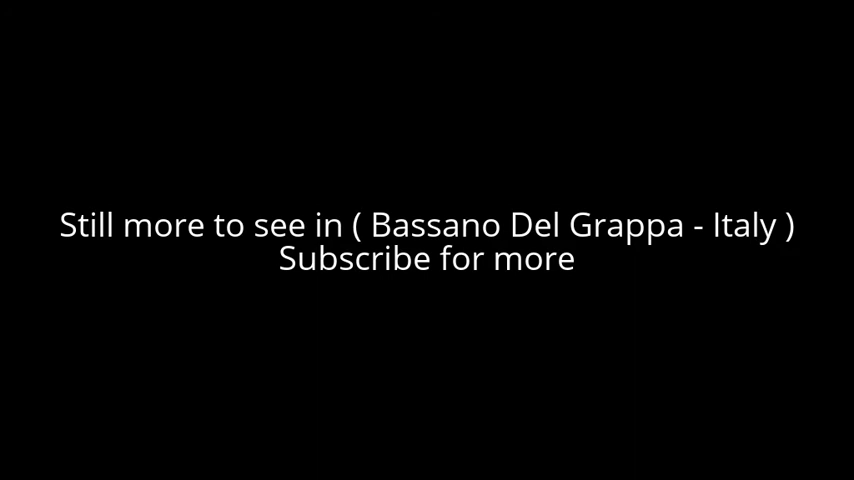 Still more to see in ( Bassano Del Grappa - Italy )
Subscribe for more